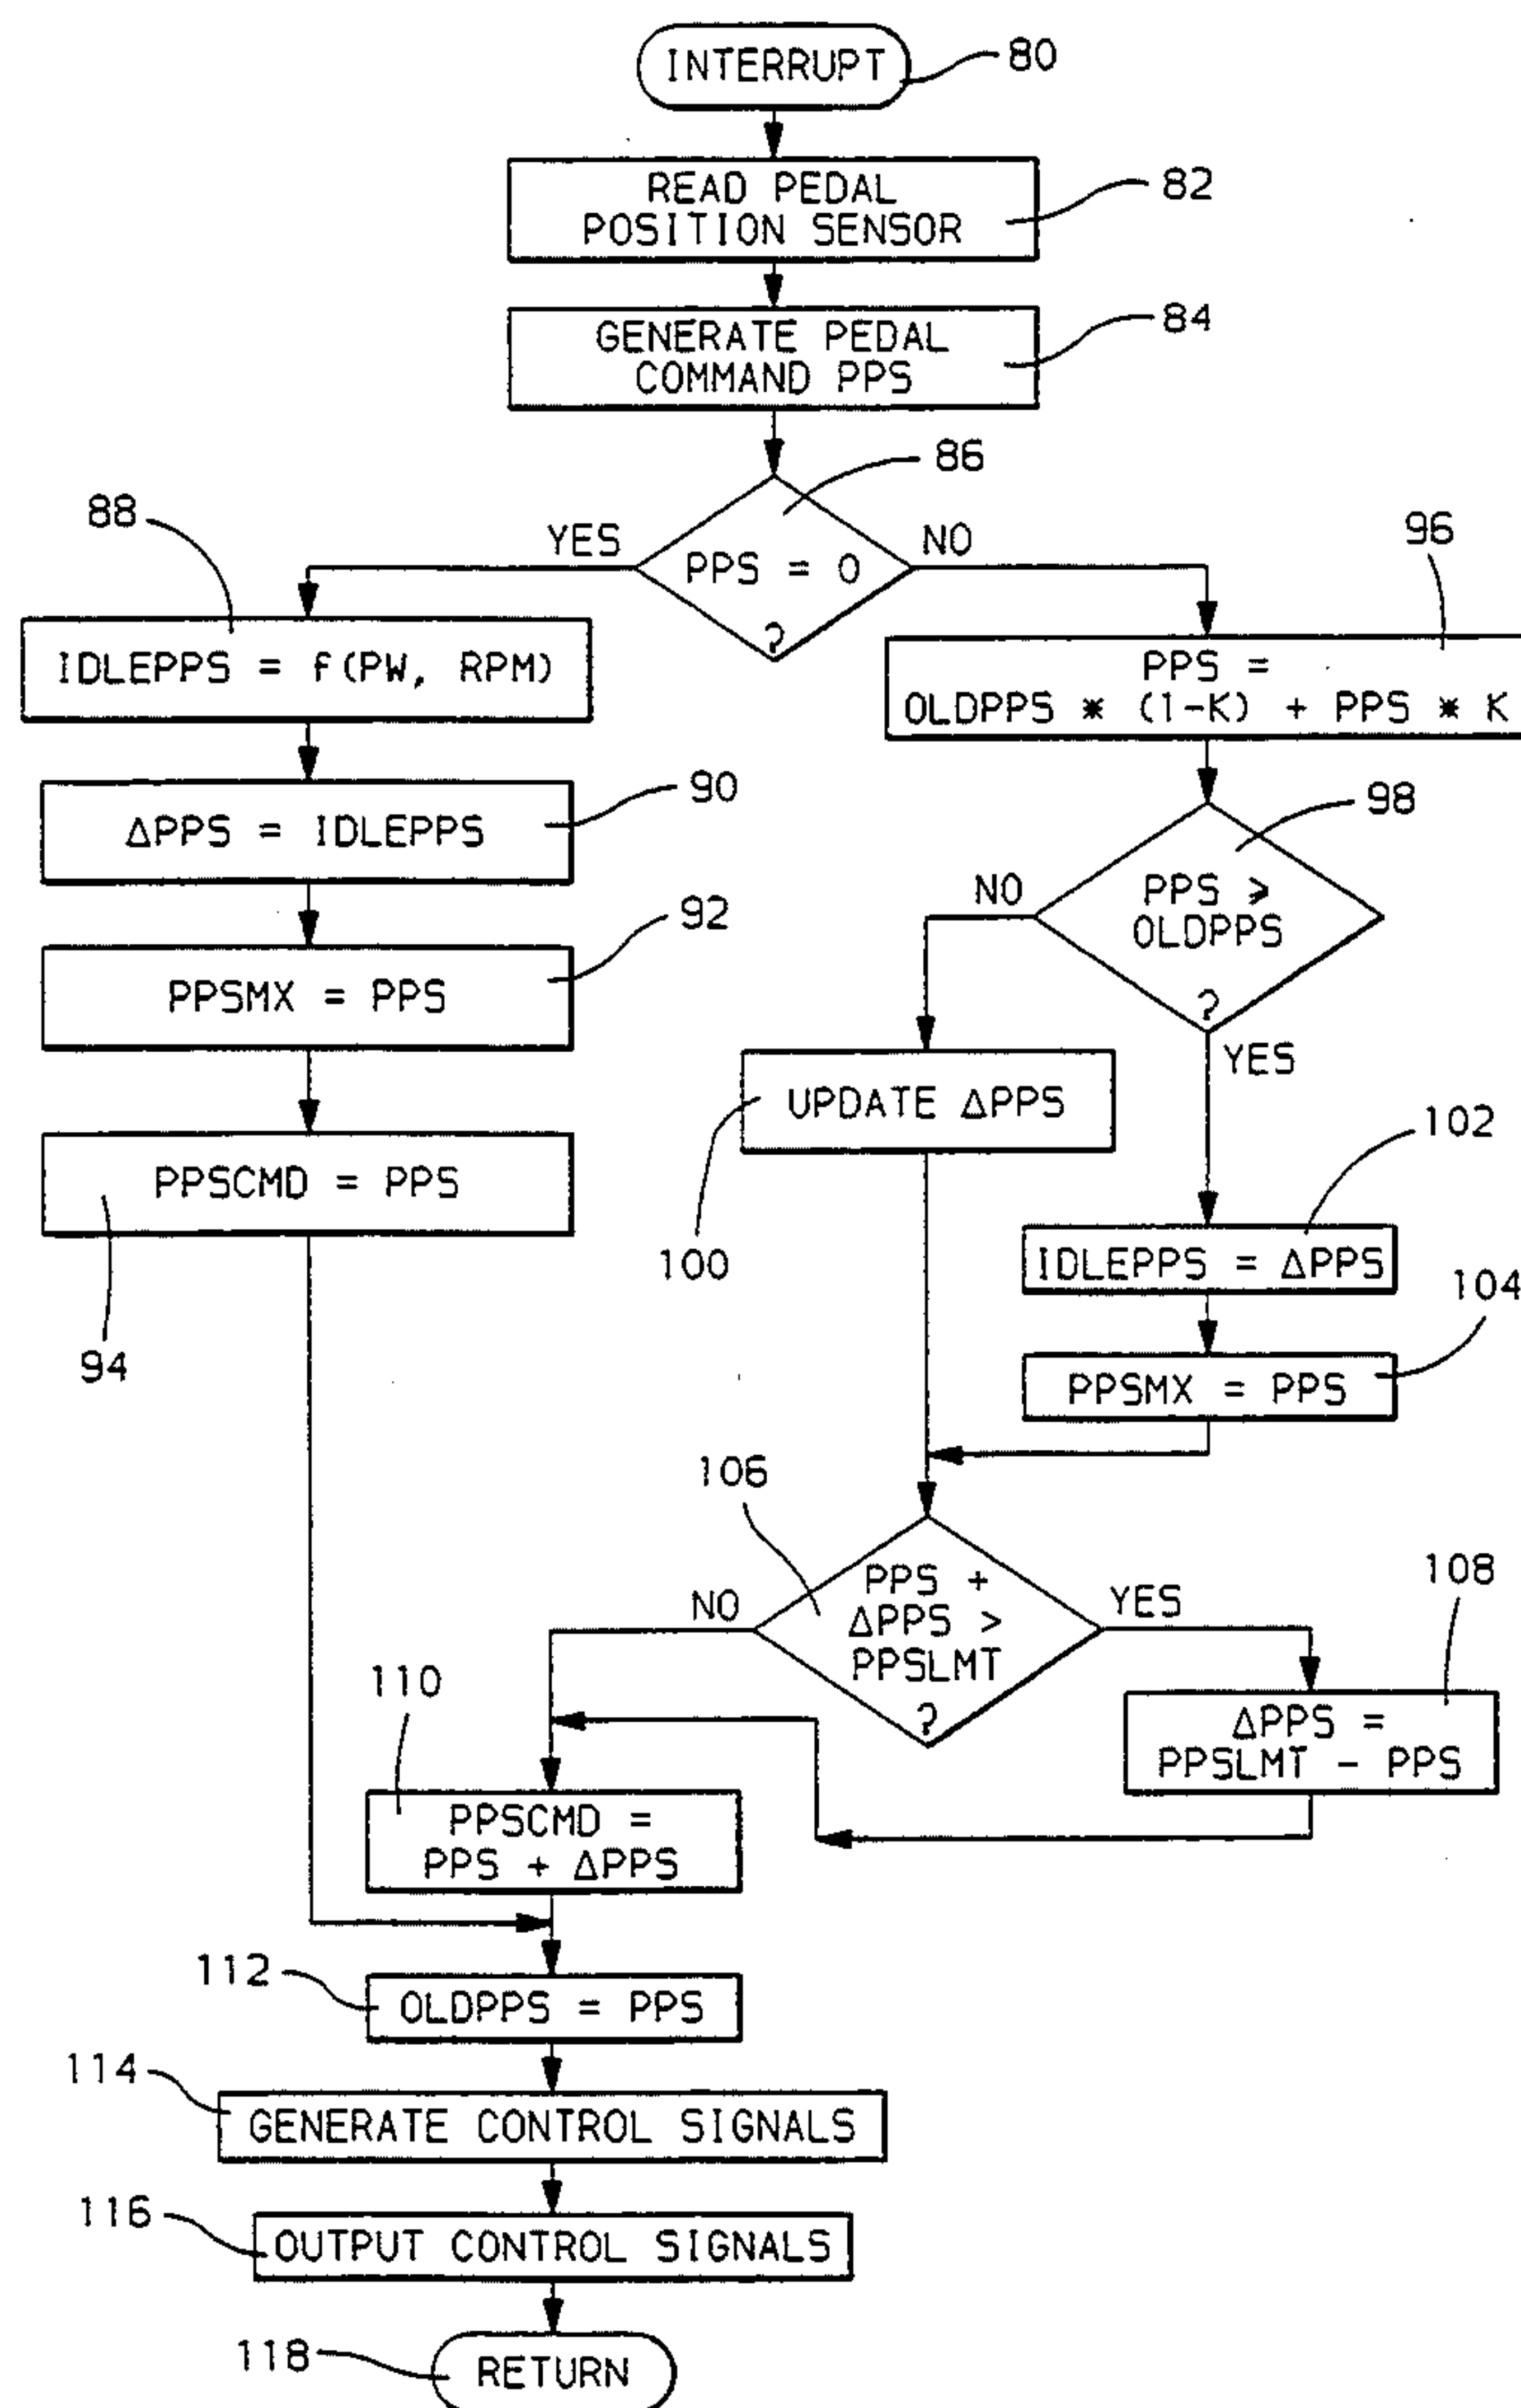 INTERRUPT
80
READ PEDAL
POSITION SENSOR
82
GENERATE PEDAL
COMMAND PPS
84
86
PPS = 0
?
YES
NO
88
IDLEPPS = f(PW, RPM)
90
ΔPPS = IDLEPPS
92
PPSMX = PPS
PPSCMD = PPS
94
96
PPS =
OLDPPS * (1-K) + PPS * K
98
PPS ⩾
OLDPPS
?
NO
YES
UPDATE ΔPPS
100
102
IDLEPPS = ΔPPS
104
PPSMX = PPS
106
PPS +
ΔPPS >
PPSLMT
?
NO
YES
108
ΔPPS =
PPSLMT - PPS
110
PPSCMD =
PPS + ΔPPS
112
OLDPPS = PPS
114
GENERATE CONTROL SIGNALS
116
OUTPUT CONTROL SIGNALS
118
RETURN